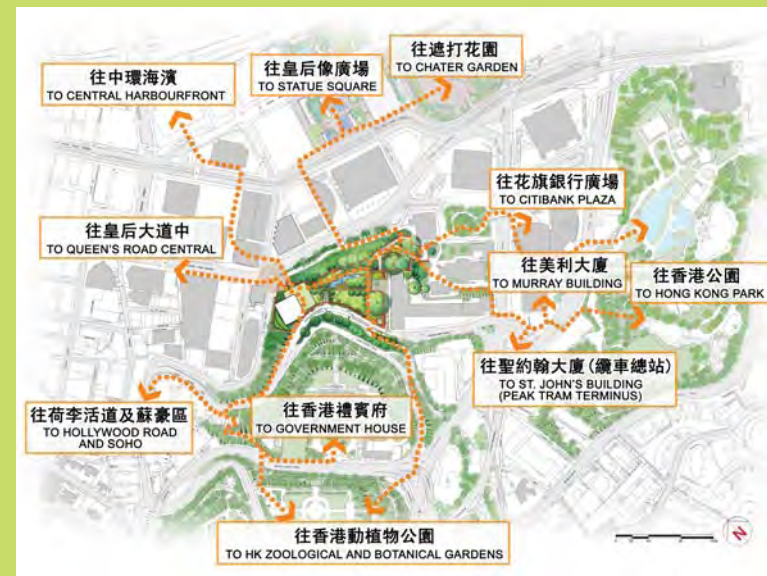 往遮打花園
TO CHATER GARDEN
往中環海濱
TO CENTRAL HARBOURFRONT
往皇后像廣場
TO STATUE SQUARE
往花旗銀行廣場
TO CITIBANK PLAZA
往皇后大道中
TO QUEEN'S ROAD CENTRAL
往美利大廈
TO MURRAY BUILDING
往香港公園
TO HONG KONG PARK
往聖約翰大廈(纜車總站)
TO ST. JOHN'S BUILDING
(PEAK TRAM TERMINUS)
往荷李活道及蘇豪區
TO HOLLYWOOD ROAD
AND SOHO
往香港禮賓府
TO GOVERNMENT HOUSE
往香港動植物公園
TO HK ZOOLOGICAL AND BOTANICAL GARDENS
N